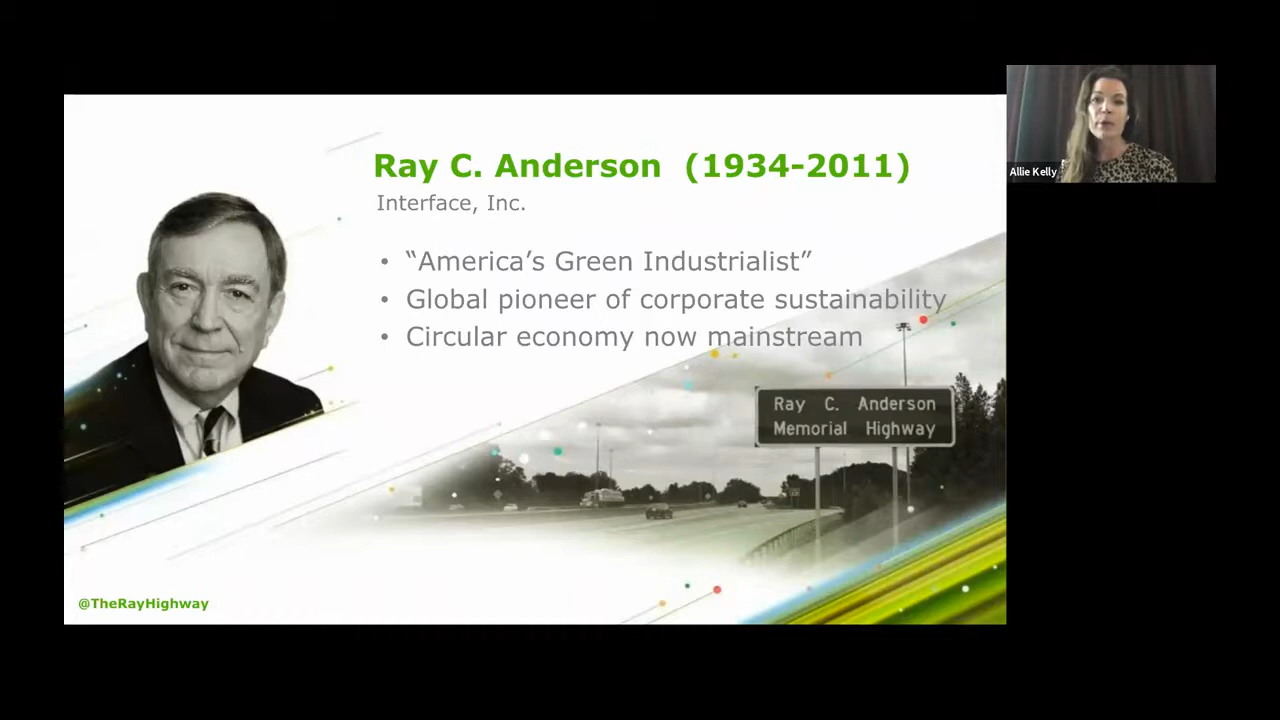 Ray C. Anderson (1934-2011)
Interface, Inc.
• “America’s Green Industrialist”
• Global pioneer of corporate sustainability
• Circular economy now mainstream
Ray C. Anderson
Memorial Highway
@TheRayHighway
Allie Kelly